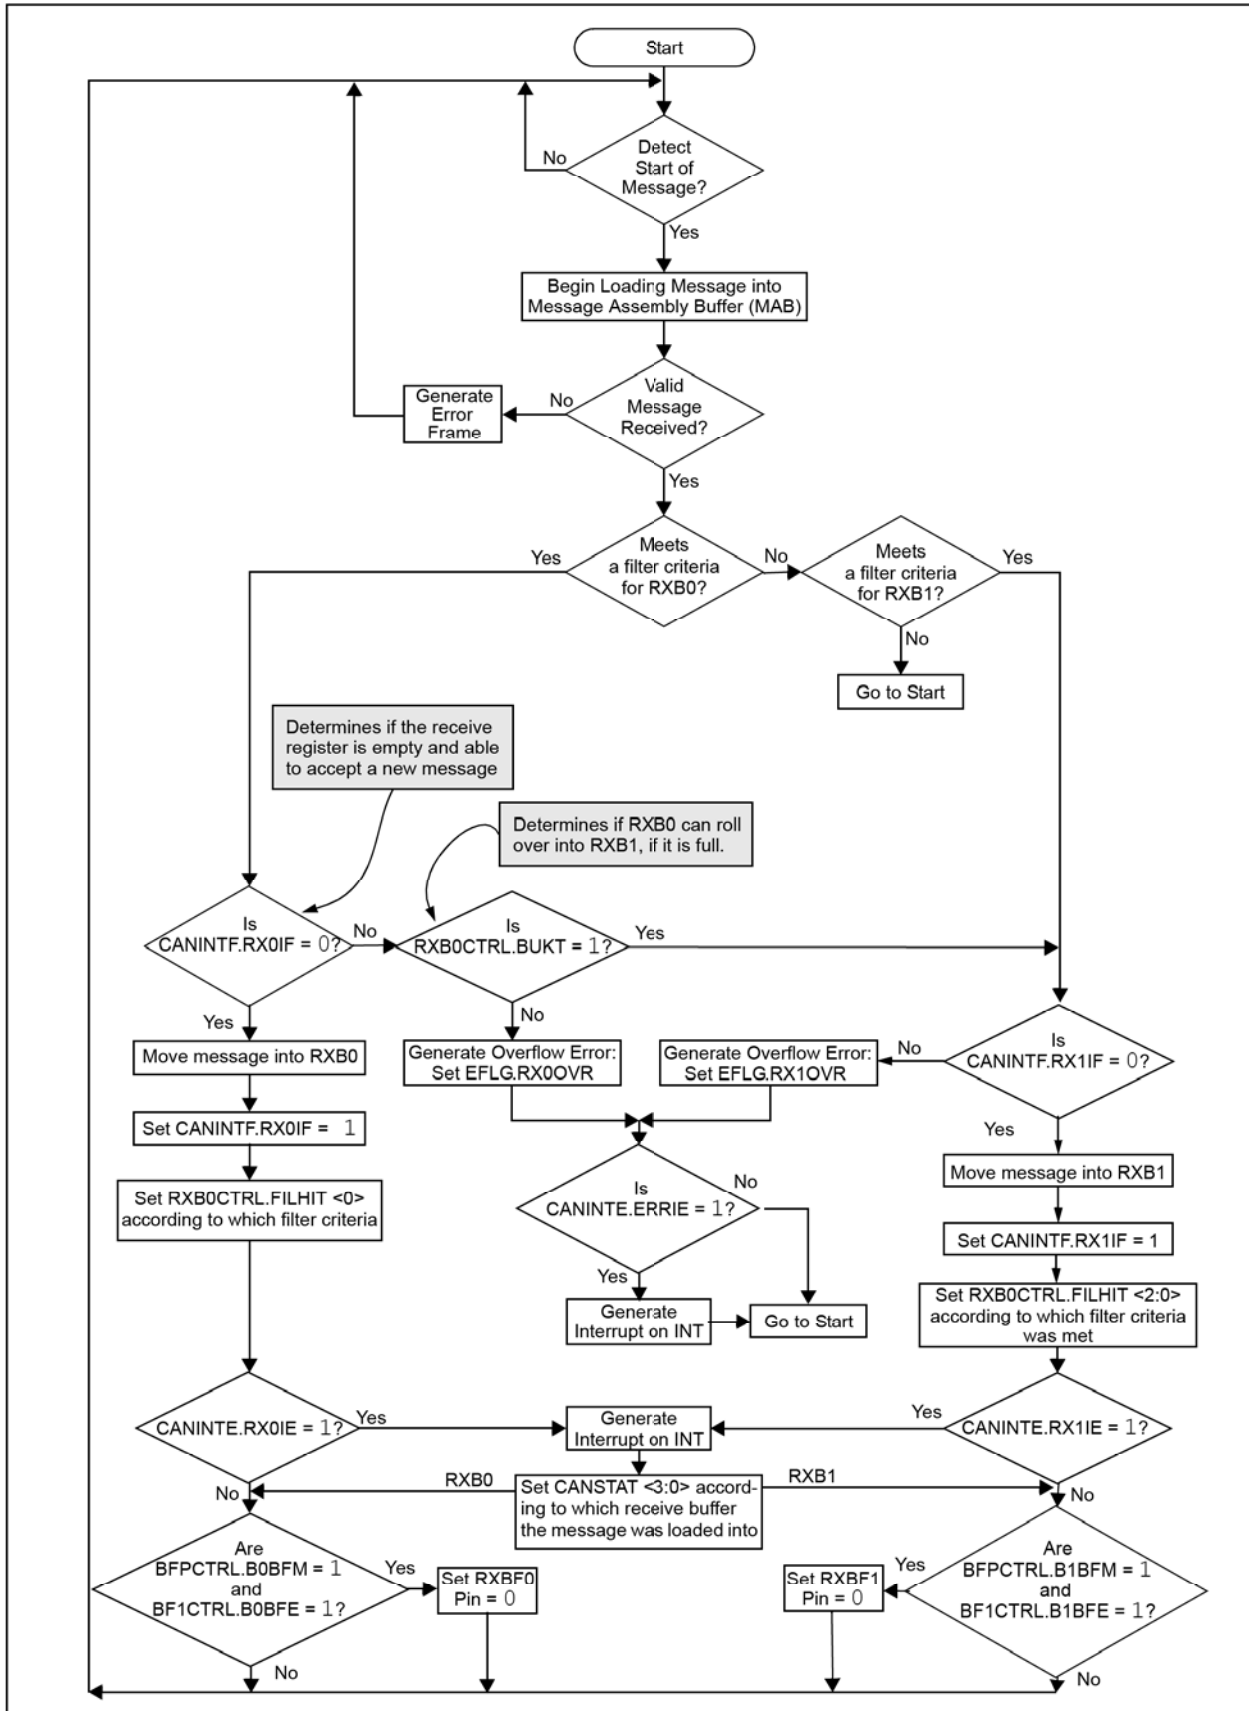 Start
Detect
Start of
Message?
No
Yes
Begin Loading Message into
Message Assembly Buffer (MAB)
Valid
Message
Received?
No
Generate
Error
Frame
Yes
Meets
a filter criteria
for RXB0?
Yes
No
Meets
a filter criteria
for RXB1?
Yes
No
Go to Start
Determines if the receive
register is empty and able
to accept a new message
Determines if RXB0 can roll
over into RXB1, if it is full.
Is
CANINTF.RX0IF = 0?
No
Is
RXB0CTRL.BUKT = 1?
Yes
Yes
No
Move message into RXB0
Generate Overflow Error:
Set EFLG.RX0OVR
Generate Overflow Error:
Set EFLG.RX1OVR
No
Is
CANINTF.RX1IF = 0?
Set CANINTF.RX0IF = 1
Yes
Set RXB0CTRL.FILHIT <0>
according to which filter criteria
Is
CANINTE.ERRIE = 1?
No
Yes
Move message into RXB1
Set CANINTF.RX1IF = 1
Generate
Interrupt on INT
Go to Start
Set RXB0CTRL.FILHIT <2:0>
according to which filter criteria
was met
CANINTE.RX0IE = 1?
Yes
Generate
Interrupt on INT
Yes
CANINTE.RX1IE = 1?
RXB0
RXB1
No
Set CANSTAT <3:0> accord-
ing to which receive buffer
the message was loaded into
No
Are
BFPCTRL.B0BFM = 1
and
BF1CTRL.B0BFE = 1?
Yes
Set RXBF0
Pin = 0
Set RXBF1
Pin = 0
Yes
Are
BFPCTRL.B1BFM = 1
and
BF1CTRL.B1BFE = 1?
No
No